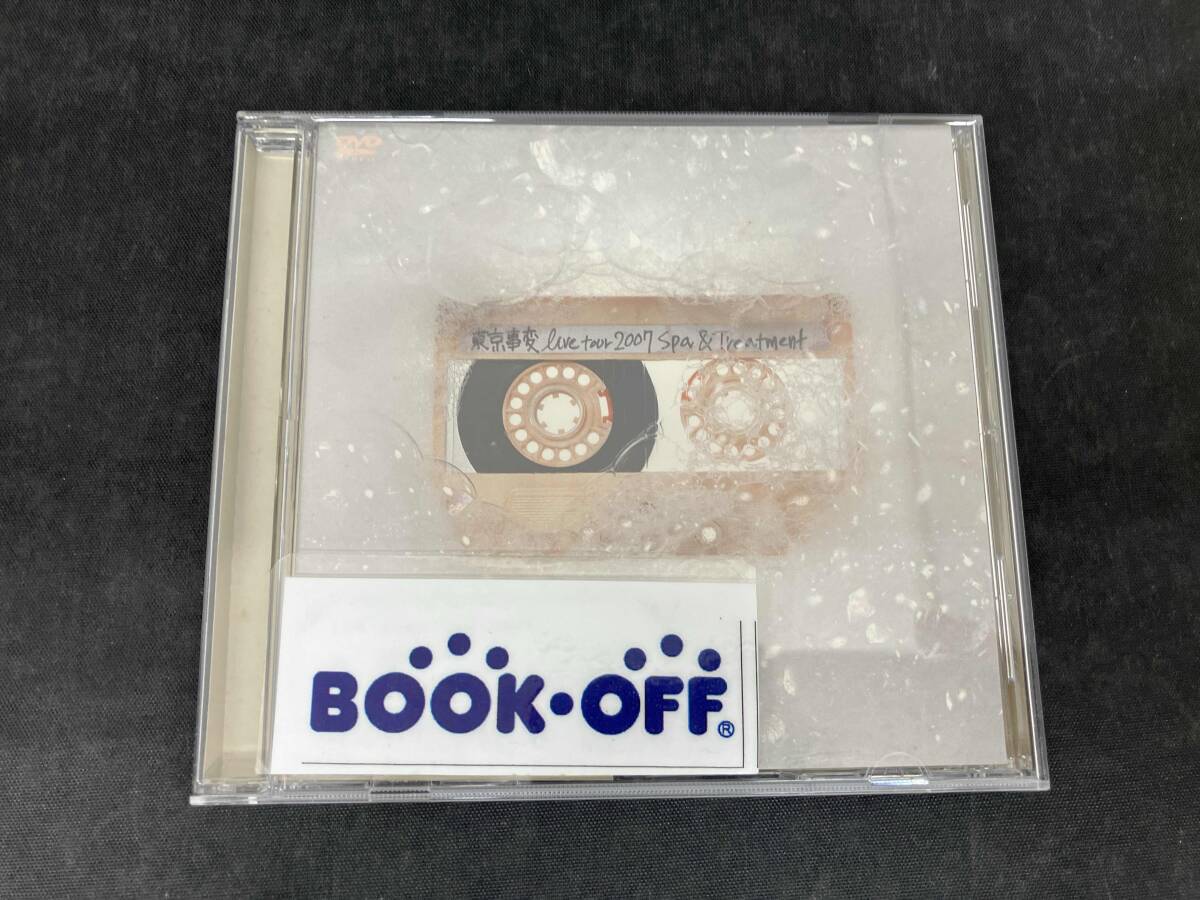 DVD
東京事変 live tour 2007 Spa & Treatment
BOOK・OFF®